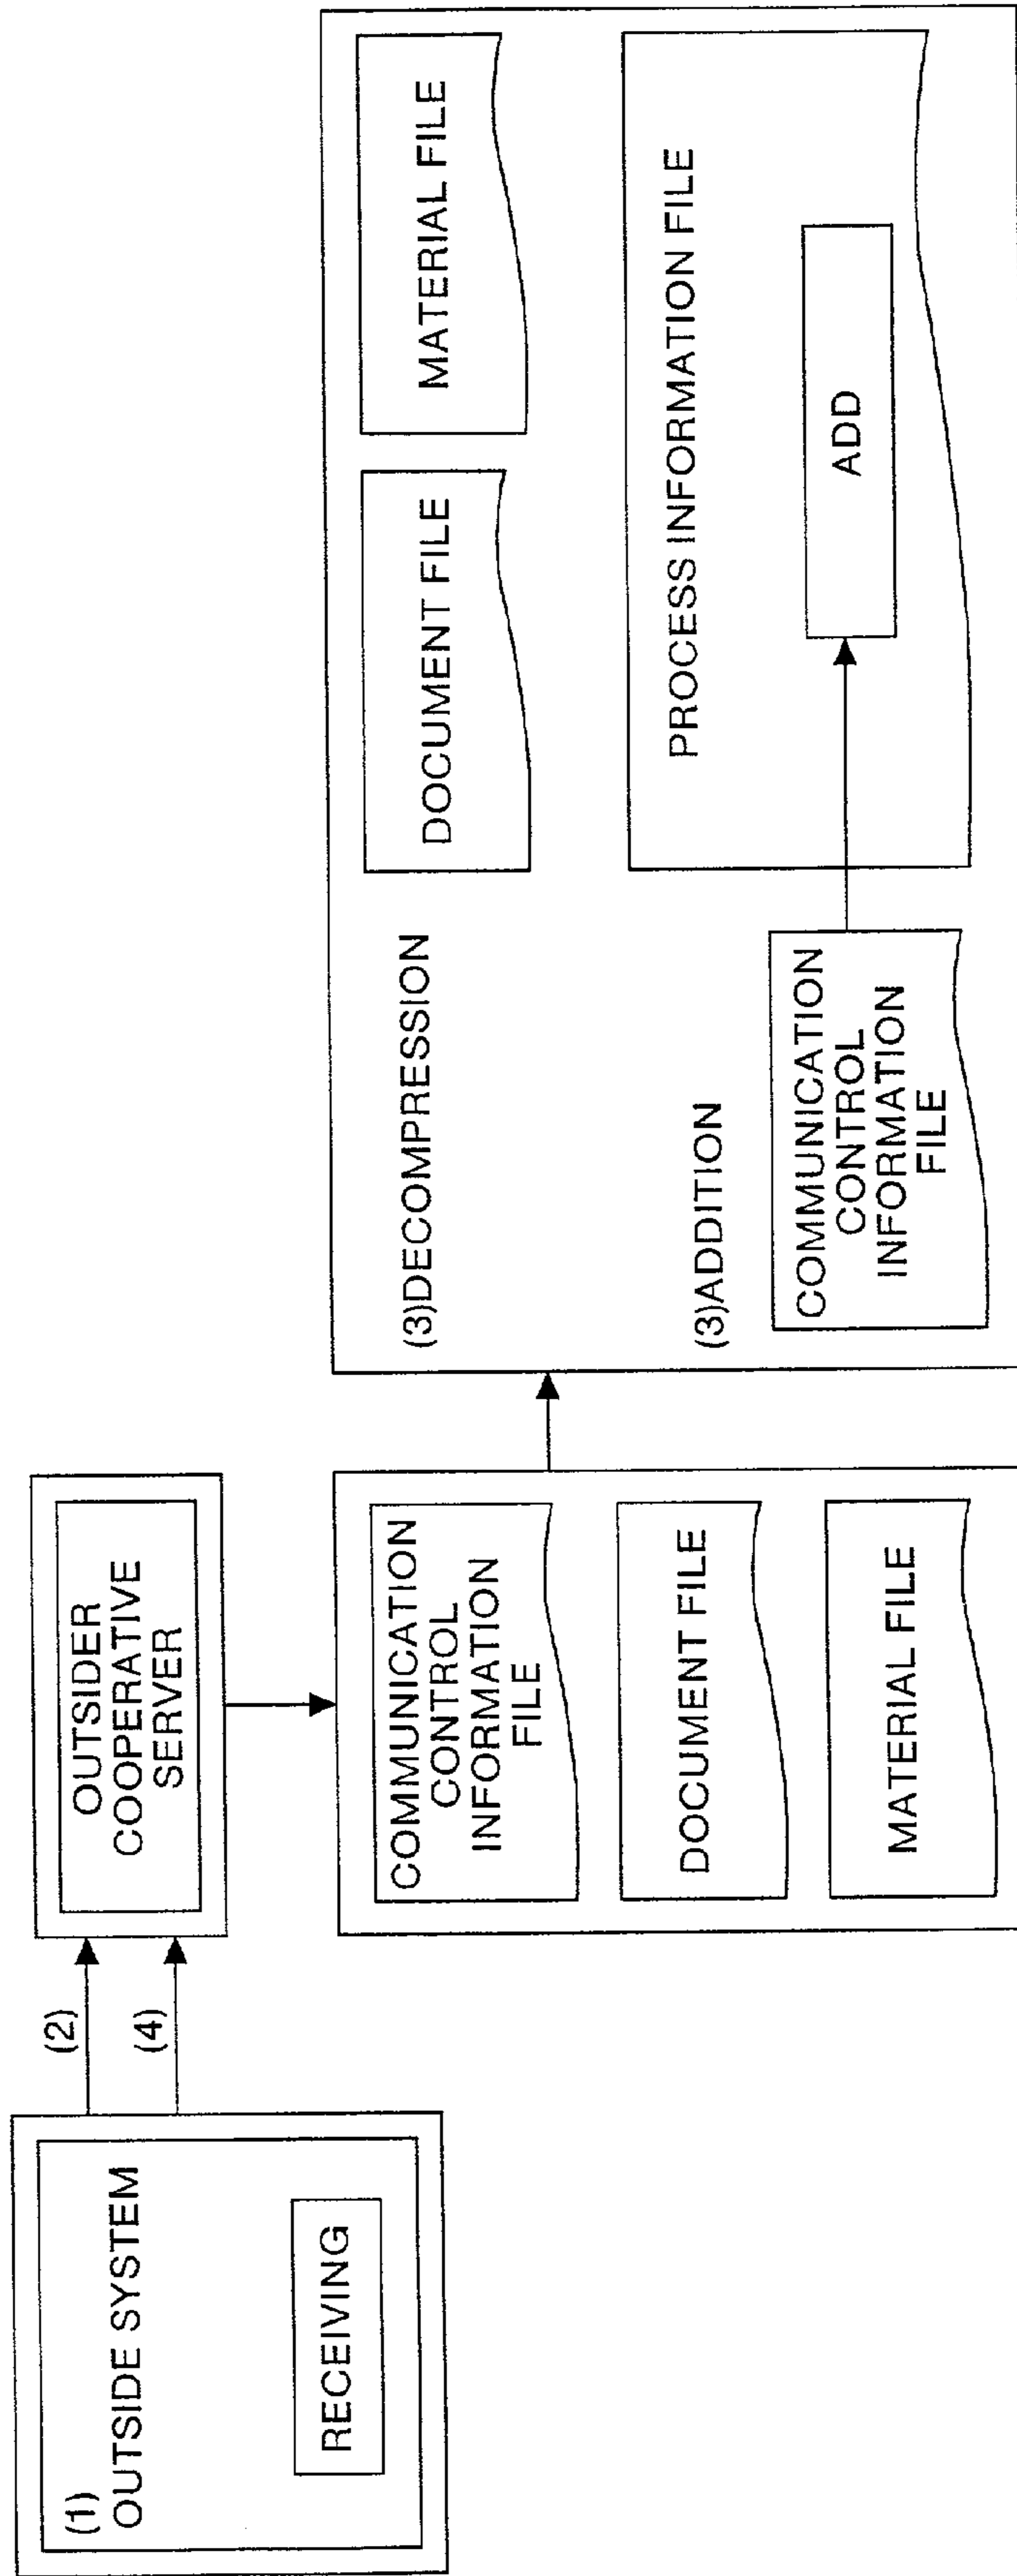 (1)
OUTSIDE SYSTEM
RECEIVING
(2)
(4)
OUTSIDER
COOPERATIVE
SERVER
COMMUNICATION
CONTROL
INFORMATION
FILE
DOCUMENT FILE
MATERIAL FILE
(3)DECOMPRESSION
DOCUMENT FILE
MATERIAL FILE
(3)ADDITION
COMMUNICATION
CONTROL
INFORMATION
FILE
PROCESS INFORMATION FILE
ADD